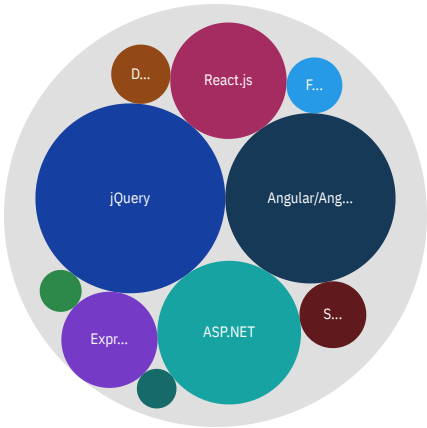 D...
React.js
F...
jQuery
Angular/Ang...
S...
ASP.NET
Expr...